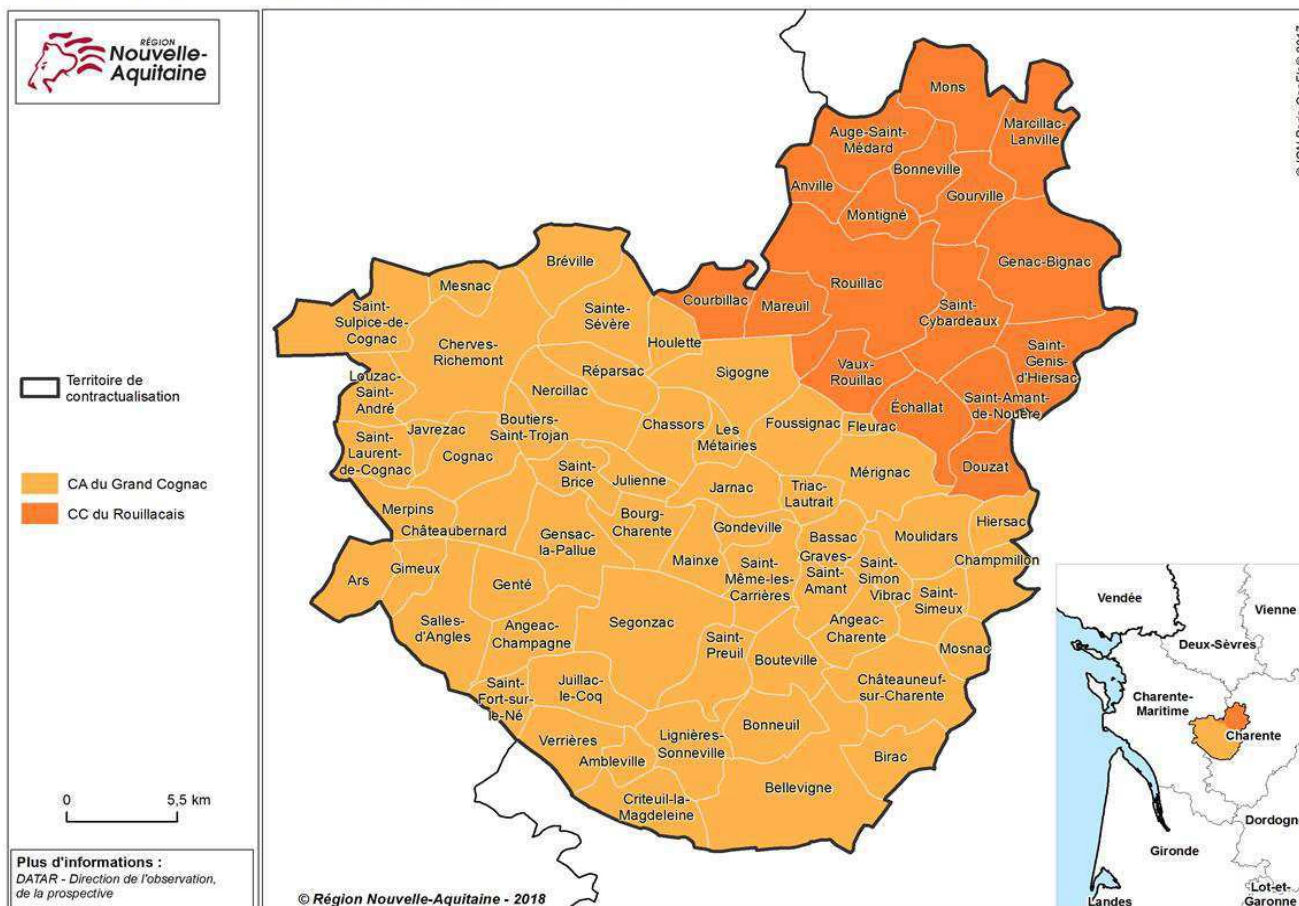 RÉGION
Nouvelle-
Aquitaine
Territoire de
contractualisation
CA du Grand Cognac
CC du Rouillacais
0 5,5 km
Plus d'informations :
DATAR - Direction de l'observation,
de la prospective
Mons
Marcillac-
Lanville
Auge-Saint-
Médard
Bonneville
Anville
Gourville
Montigné
Genac-Bignac
Rouillac
Courbillac
Mareuil
Saint-
Cybardeaux
Saint-
Genis-
d'Hiersac
Vaux-
Rouillac
Échallat
Saint-Amant-
de-Nouère
Douzat
Bréville
Mesnac
Saint-
Sulpice-de-
Cognac
Sainte-
Sévère
Houlette
Cherves-
Richemont
Réparsac
Sigogne
Louzac-
Saint-
André
Nercillac
Chassors
Les
Métairies
Foussignac
Fleurac
Javrezac
Boutiers-
Saint-Trojan
Saint-
Laurent-
de-Cognac
Cognac
Saint-
Brice
Julienne
Jarnac
Triac-
Lautrait
Mérignac
Merpins
Châteaubernard
Bourg-
Charente
Gensac-
la-Pallue
Gondeville
Bassac
Moulidars
Hiersac
Champmillon
Mainxe
Saint-
Même-les-
Carrières
Graves-
Saint-
Amant
Saint-
Simon
Vibrac
Saint-
Simeux
Ars
Gimeux
Genté
Salles-
d'Angles
Angeac-
Champagne
Segonzac
Saint-
Preuil
Bouteville
Angeac-
Charente
Mosnac
Châteauneuf-
sur-Charente
Saint-
Fort-sur-
le-Né
Juillac-
le-Coq
Verrières
Ambleville
Lignières-
Sonneville
Bonneuil
Birac
Criteuil-la-
Magdeleine
Bellevigne
© Région Nouvelle-Aquitaine - 2018
Vendée
Vienne
Deux-Sèvres
Charente-
Maritime
Charente
Dordogn
Gironde
Lot-et-
Garonne
Landes